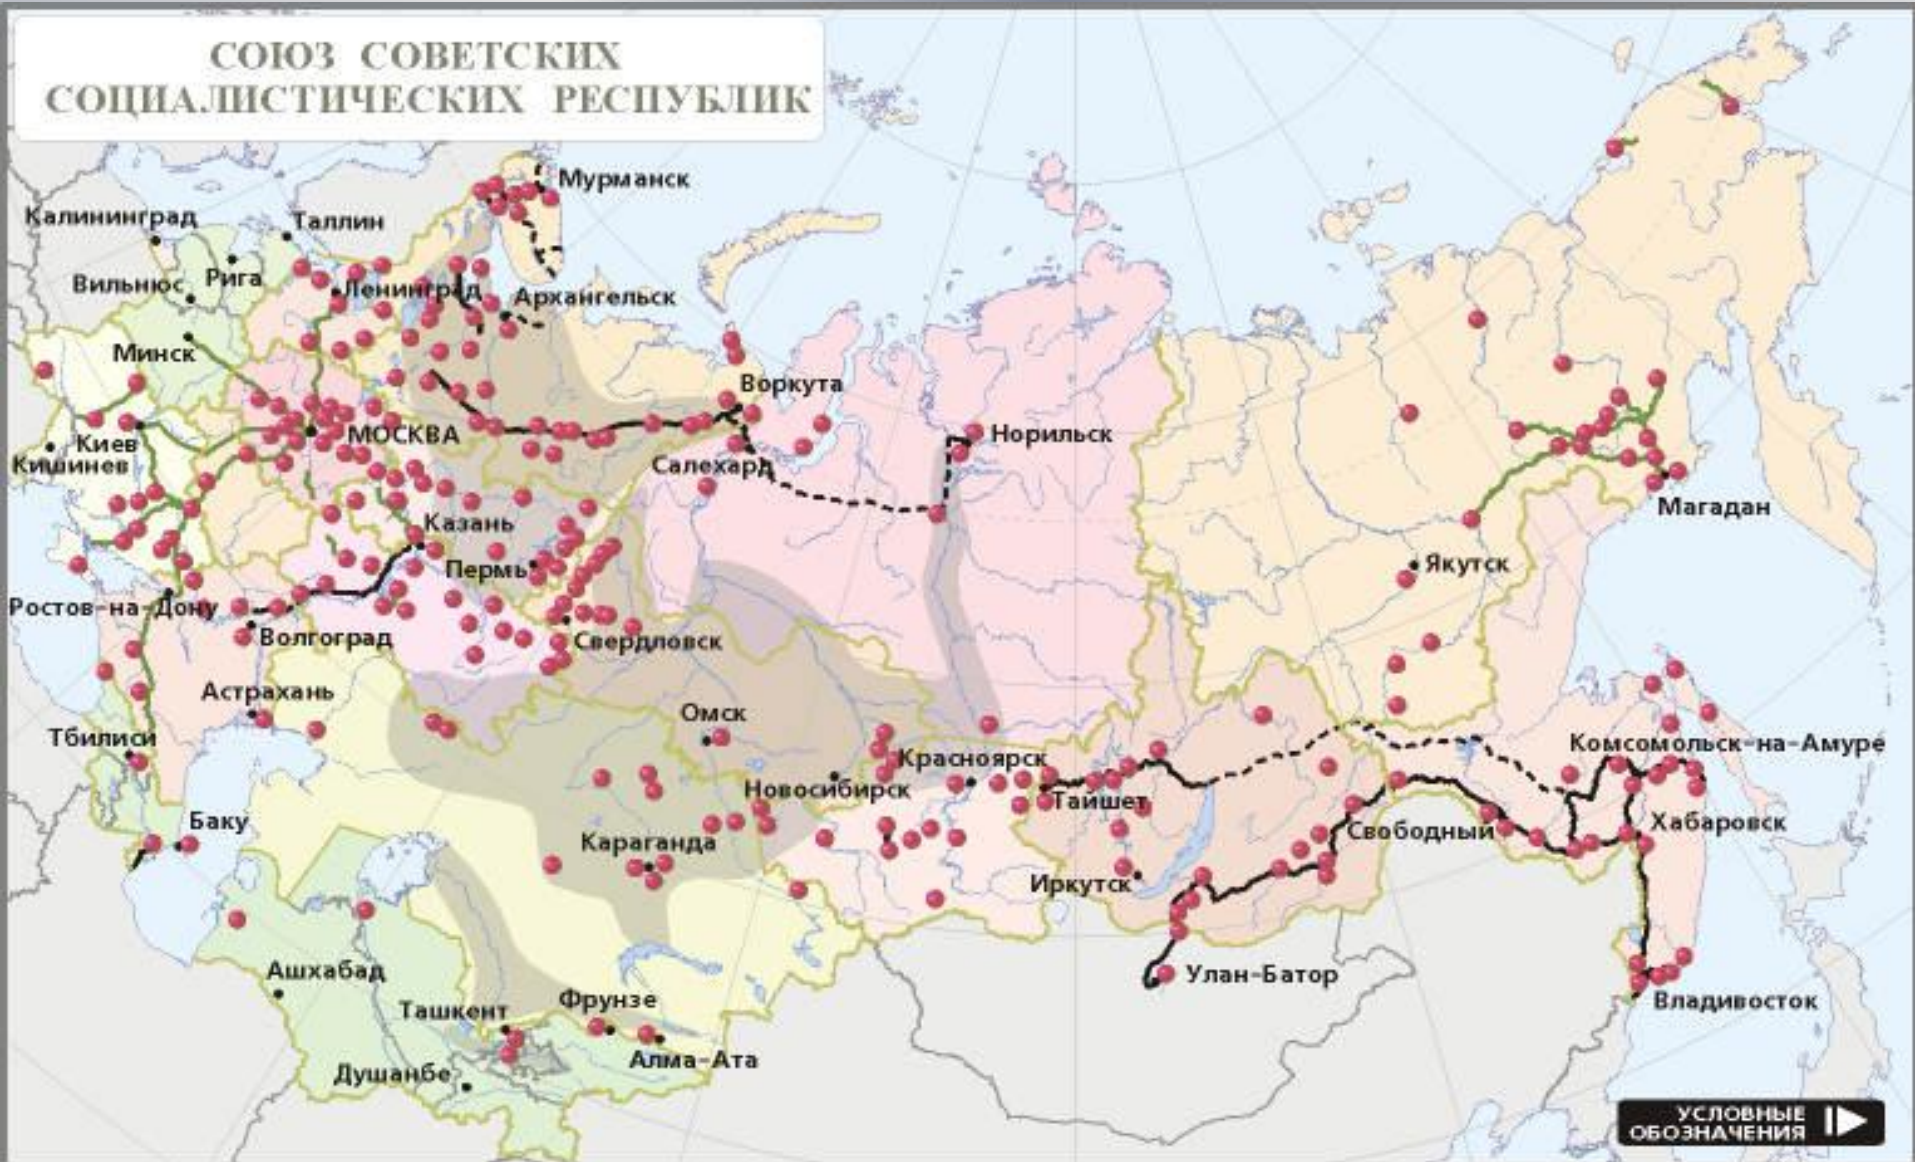 СОЮЗ СОВЕТСКИХ
СОЦИАЛИСТИЧЕСКИХ РЕСПУБЛИК
Мурманск
Калининград
Таллин
Вильнюс
Рига
Ленинград
Архангельск
Минск
Воркута
Киев
МОСКВА
Норильск
Кишинев
Салехард
Магадан
Казань
Пермь
Якутск
Ростов-на-Дону
Волгоград
Свердловск
Астрахань
Омск
Тбилиси
Красноярск
Комсомольск-на-Амуре
Новосибирск
Тайшет
Баку
Караганда
Свободный
Хабаровск
Иркутск
Ашхабад
Улан-Батор
Ташкент
Фрунзе
Владивосток
Душанбе
Алма-Ата
УСЛОВНЫЕ
ОБОЗНАЧЕНИЯ